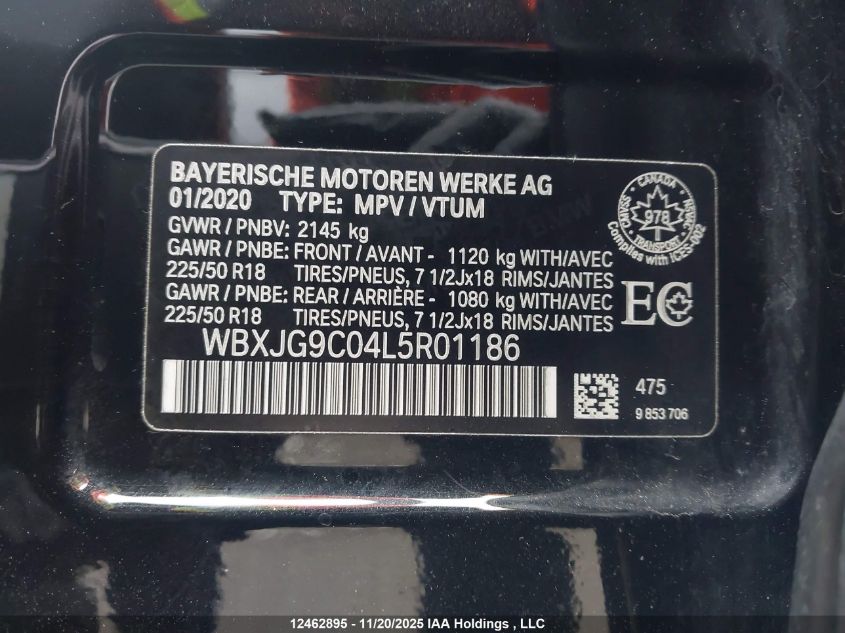 BAYERISCHE MOTOREN WERKE AG
01/2020 TYPE: MPV / VTUM
GVWR / PNBV: 2145 kg
GAWR / PNBE: FRONT / AVANT - 1120 kg WITH/AVEC
225/50 R18 TIRES/PNEUS, 7 1/2Jx18 RIMS/JANTES
GAWR / PNBE: REAR / ARRIÈRE - 1080 kg WITH/AVEC
225/50 R18 TIRES/PNEUS, 7 1/2Jx18 RIMS/JANTES
WBXJG9C04L5R01186
CANADA
978
TRANSPORT
CMVSS
NSVAC
Complies with ICES-002
EC
475
9 853 706
12462895 - 11/20/2025 IAA Holdings , LLC